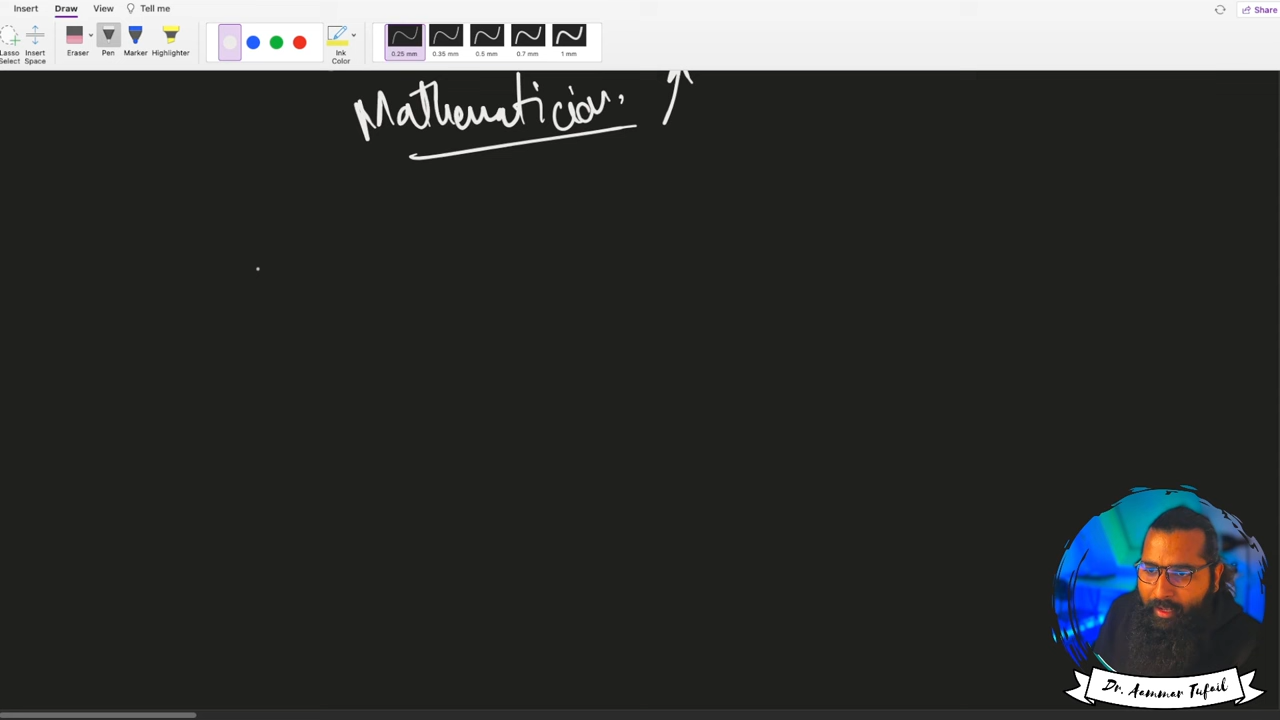 Insert Draw View Tell me
Share
Lasso Select
Insert Space
Eraser
Pen
Marker
Highlighter
Ink Color
0.25 mm
0.35 mm
0.5 mm
0.7 mm
1 mm
Mathematician.
Dr. Aammar Tufail